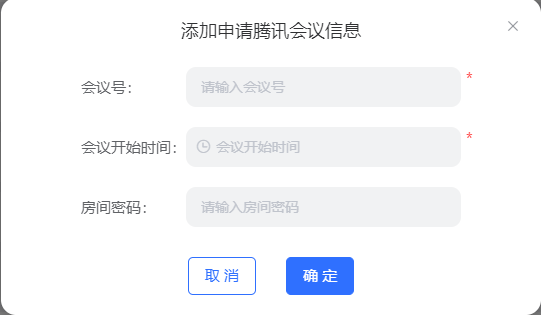 添加申请腾讯会议信息
会议号： 请输入会议号 *
会议开始时间： 会议开始时间 *
房间密码： 请输入房间密码
取 消 确 定